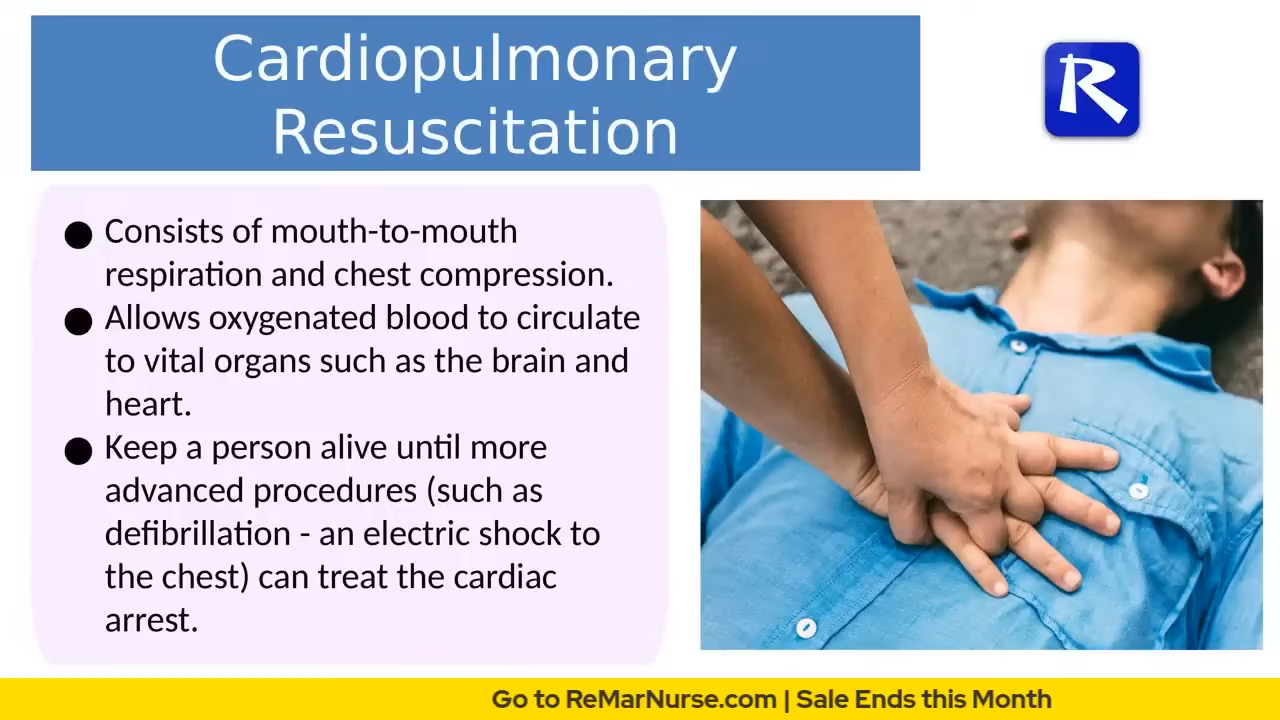 Cardiopulmonary
Resuscitation
R
● Consists of mouth-to-mouth
respiration and chest compression.
● Allows oxygenated blood to circulate
to vital organs such as the brain and
heart.
● Keep a person alive until more
advanced procedures (such as
defibrillation - an electric shock to
the chest) can treat the cardiac
arrest.
Go to ReMarNurse.com | Sale Ends this Month